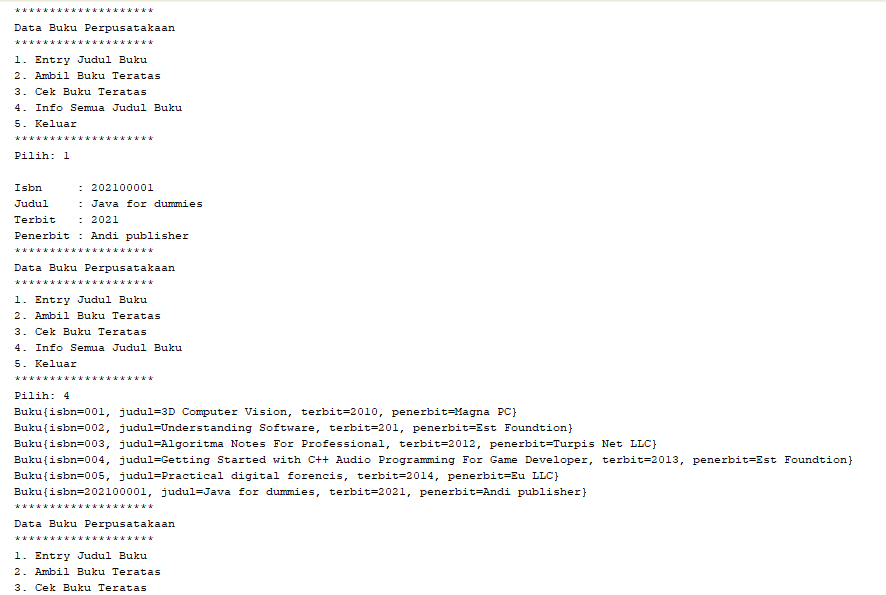 ********************
Data Buku Perpusatakaan
********************
1. Entry Judul Buku
2. Ambil Buku Teratas
3. Cek Buku Teratas
4. Info Semua Judul Buku
5. Keluar
********************
Pilih: 1
Isbn     : 202100001
Judul    : Java for dummies
Terbit   : 2021
Penerbit : Andi publisher
********************
Data Buku Perpusatakaan
********************
1. Entry Judul Buku
2. Ambil Buku Teratas
3. Cek Buku Teratas
4. Info Semua Judul Buku
5. Keluar
********************
Pilih: 4
Buku{isbn=001, judul=3D Computer Vision, terbit=2010, penerbit=Magna PC}
Buku{isbn=002, judul=Understanding Software, terbit=201, penerbit=Est Foundtion}
Buku{isbn=003, judul=Algoritma Notes For Professional, terbit=2012, penerbit=Turpis Net LLC}
Buku{isbn=004, judul=Getting Started with C++ Audio Programming For Game Developer, terbit=2013, penerbit=Est Foundtion}
Buku{isbn=005, judul=Practical digital forencis, terbit=2014, penerbit=Eu LLC}
Buku{isbn=202100001, judul=Java for dummies, terbit=2021, penerbit=Andi publisher}
********************
Data Buku Perpusatakaan
********************
1. Entry Judul Buku
2. Ambil Buku Teratas
3. Cek Buku Teratas